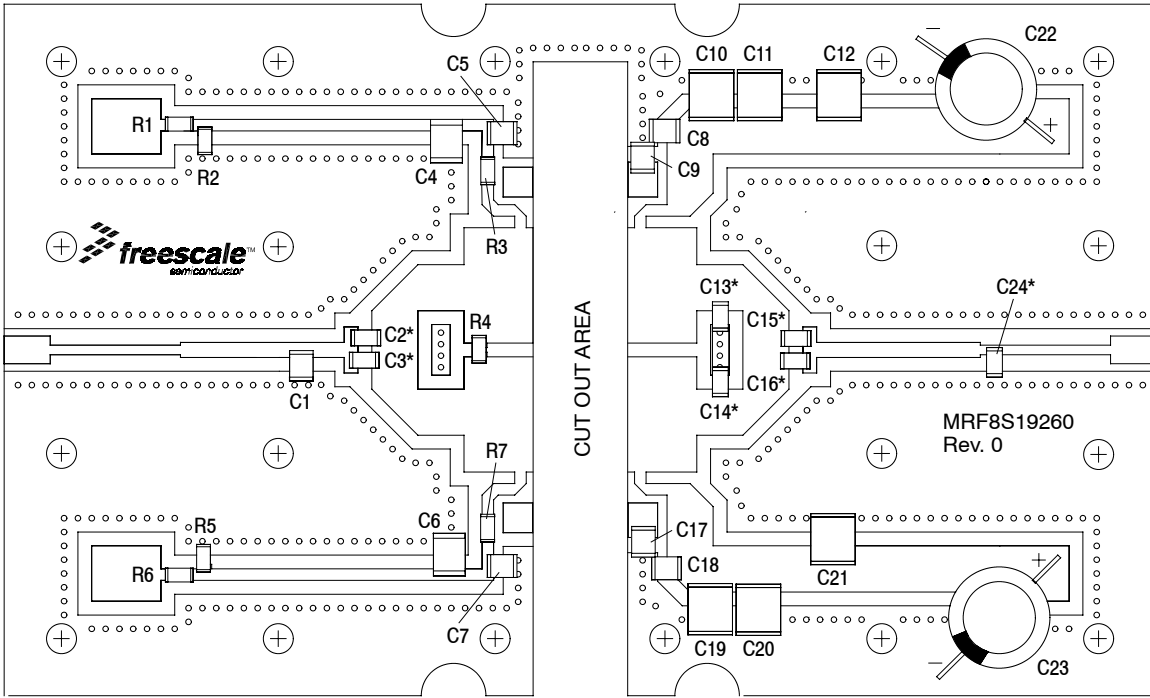 C22
C10 C11 C12
C5
R1
C8
R2
C4
C9
R3
freescale™
semiconductor
C13*
C24*
C2*
R4
C15*
C3*
C16*
C1
C14*
CUT OUT AREA
MRF8S19260
Rev. 0
R7
R5
C6
C17
C18
R6
C21
C7
C19 C20
C23